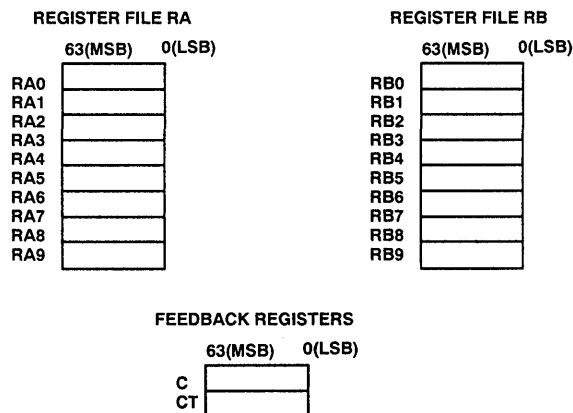 REGISTER FILE RA
63(MSB) 0(LSB)
RA0
RA1
RA2
RA3
RA4
RA5
RA6
RA7
RA8
RA9
REGISTER FILE RB
63(MSB) 0(LSB)
RB0
RB1
RB2
RB3
RB4
RB5
RB6
RB7
RB8
RB9
FEEDBACK REGISTERS
63(MSB) 0(LSB)
C
CT